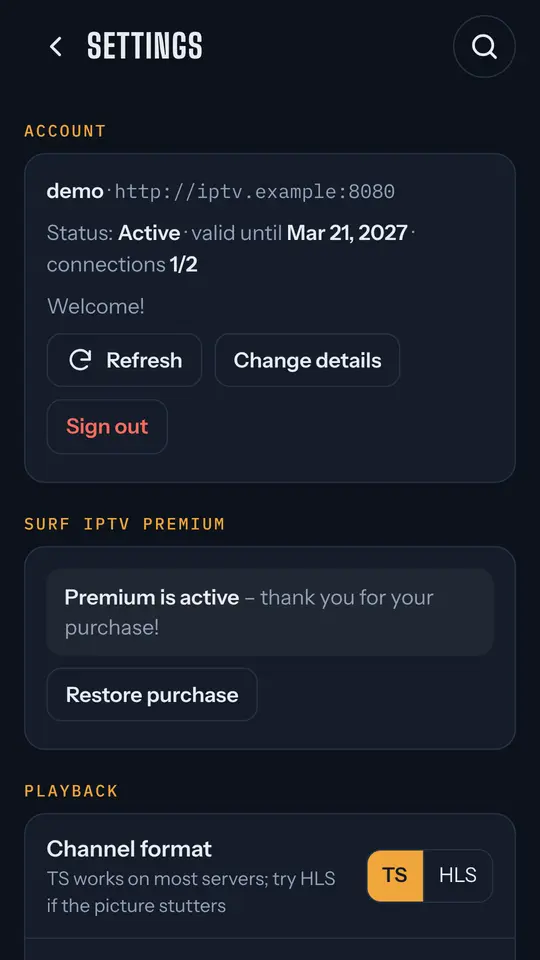 SETTINGS
ACCOUNT
demo · http://iptv.example:8080
Status: Active · valid until Mar 21, 2027 ·
connections 1/2
Welcome!
Refresh
Change details
Sign out
SURF IPTV PREMIUM
Premium is active – thank you for your
purchase!
Restore purchase
PLAYBACK
Channel format
TS works on most servers; try HLS
if the picture stutters
TS
HLS